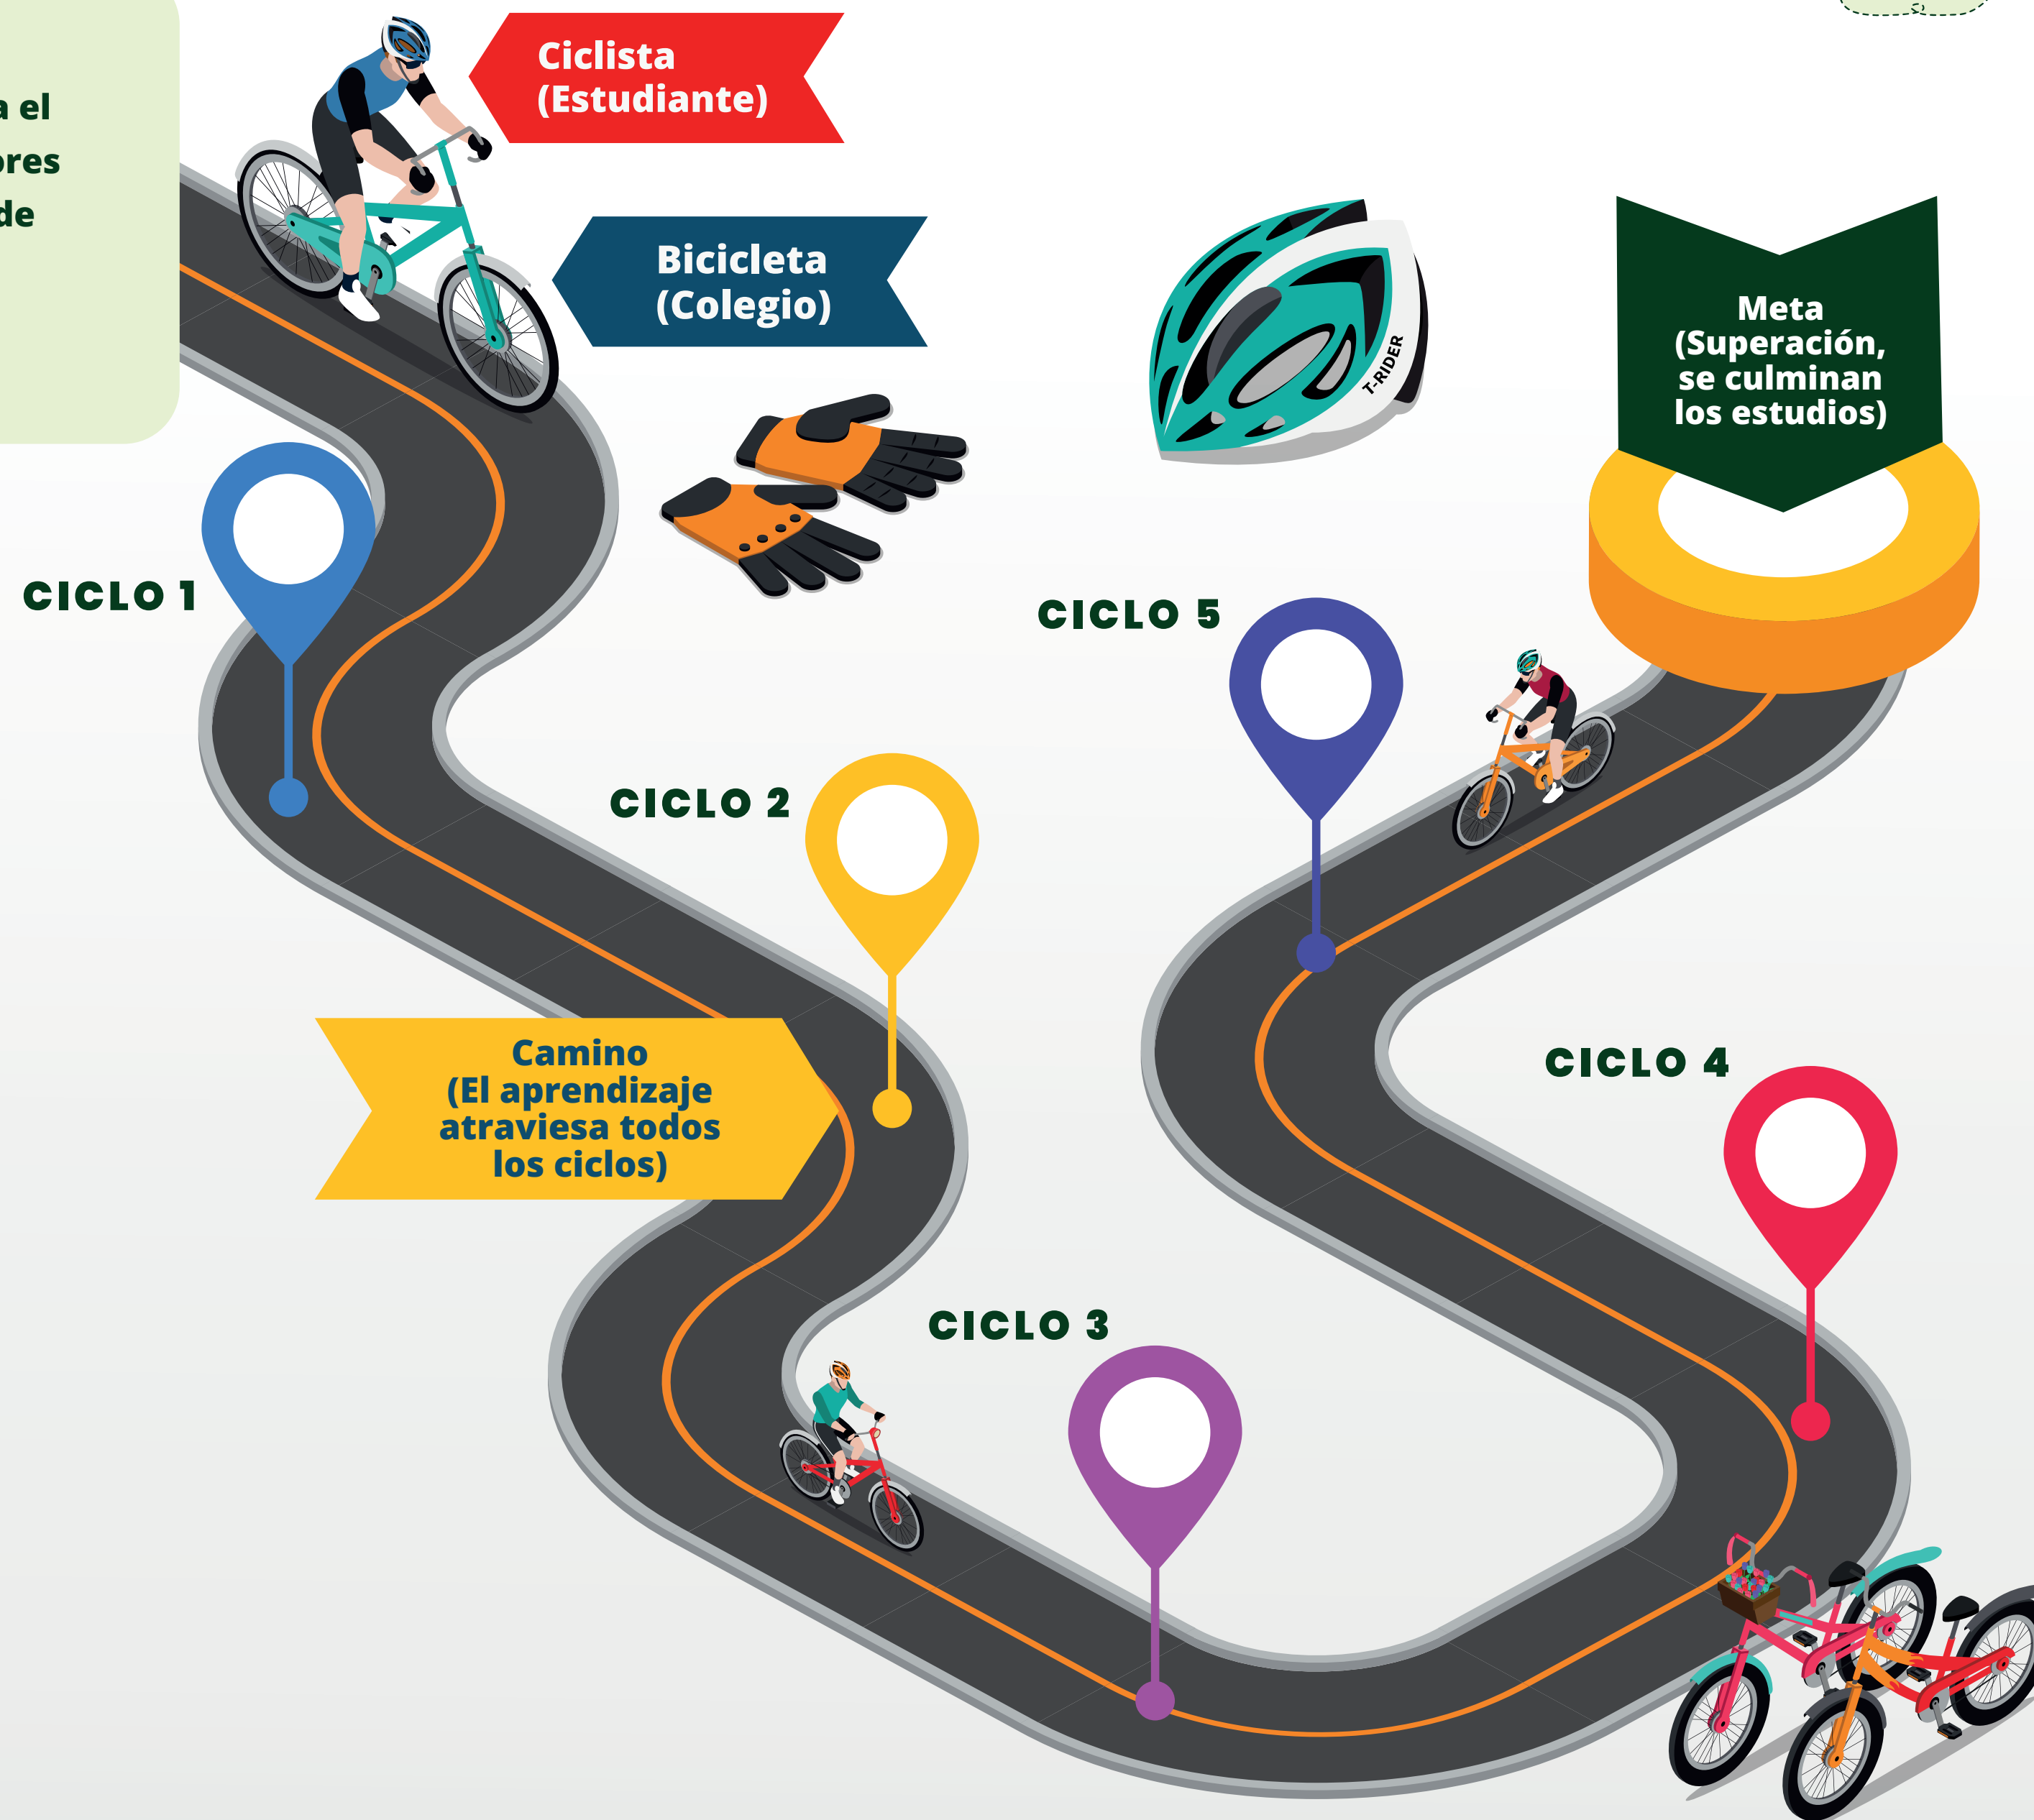 a el
ores
de
Ciclista
(Estudiante)
Bicicleta
(Colegio)
T-RIDER
Meta
(Superación,
se culminan
los estudios)
CICLO 1
CICLO 5
CICLO 2
Camino
(El aprendizaje
atraviesa todos
los ciclos)
CICLO 4
CICLO 3